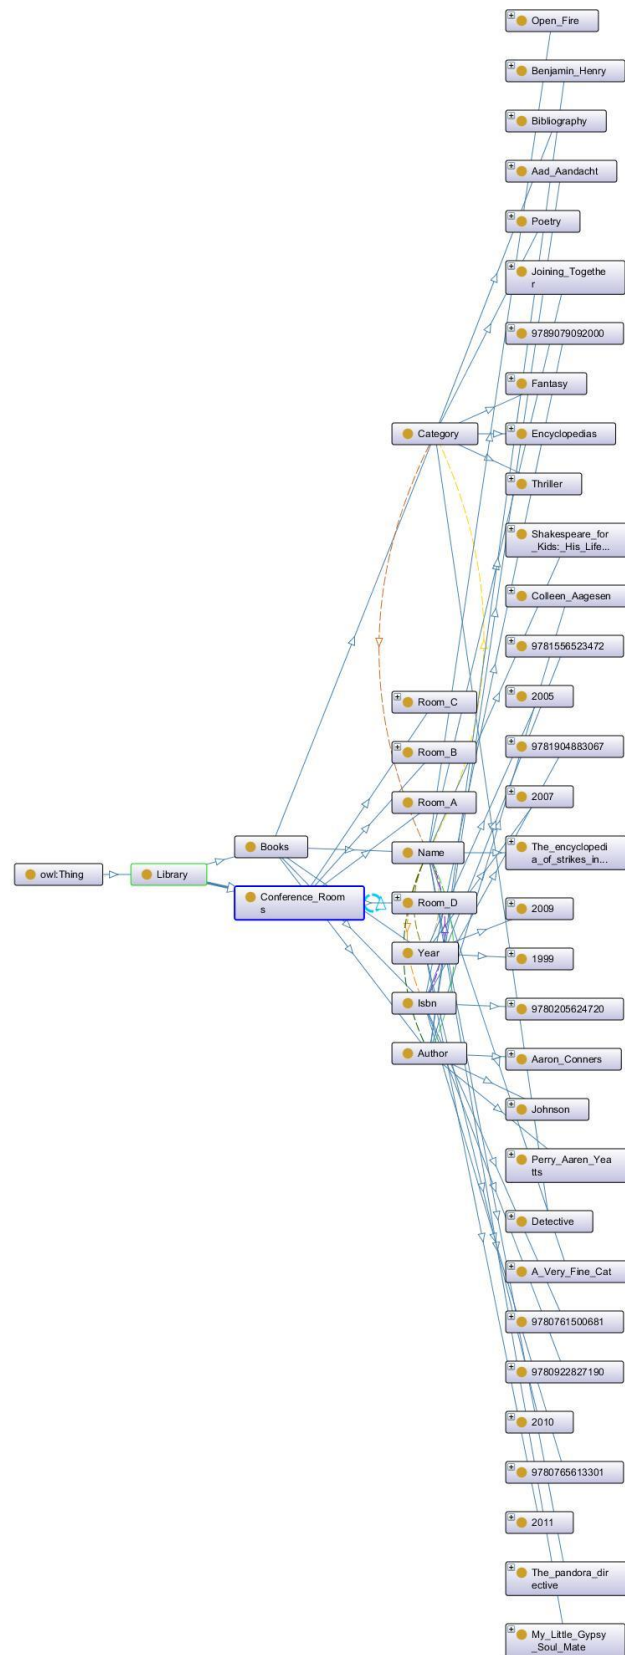 Open_Fire
Benjamin_Henry
Bibliography
Aad_Aandacht
Poetry
Joining_Togethe
r
9789079092000
Fantasy
Category
Encyclopedias
Thriller
Shakespeare_for
_Kids:_His_Life...
Colleen_Aagesen
9781556523472
Room_C
2005
Room_B
9781904883067
Room_A
2007
Books
Name
The_encyclopedi
a_of_strikes_in...
owl:Thing
Library
Conference_Room
s
Room_D
2009
Year
1999
Isbn
9780205624720
Author
Aaron_Conners
Johnson
Perry_Aaren_Yea
tts
Detective
A_Very_Fine_Cat
9780761500681
9780922827190
2010
9780765613301
2011
The_pandora_dir
ective
My_Little_Gypsy
_Soul_Mate